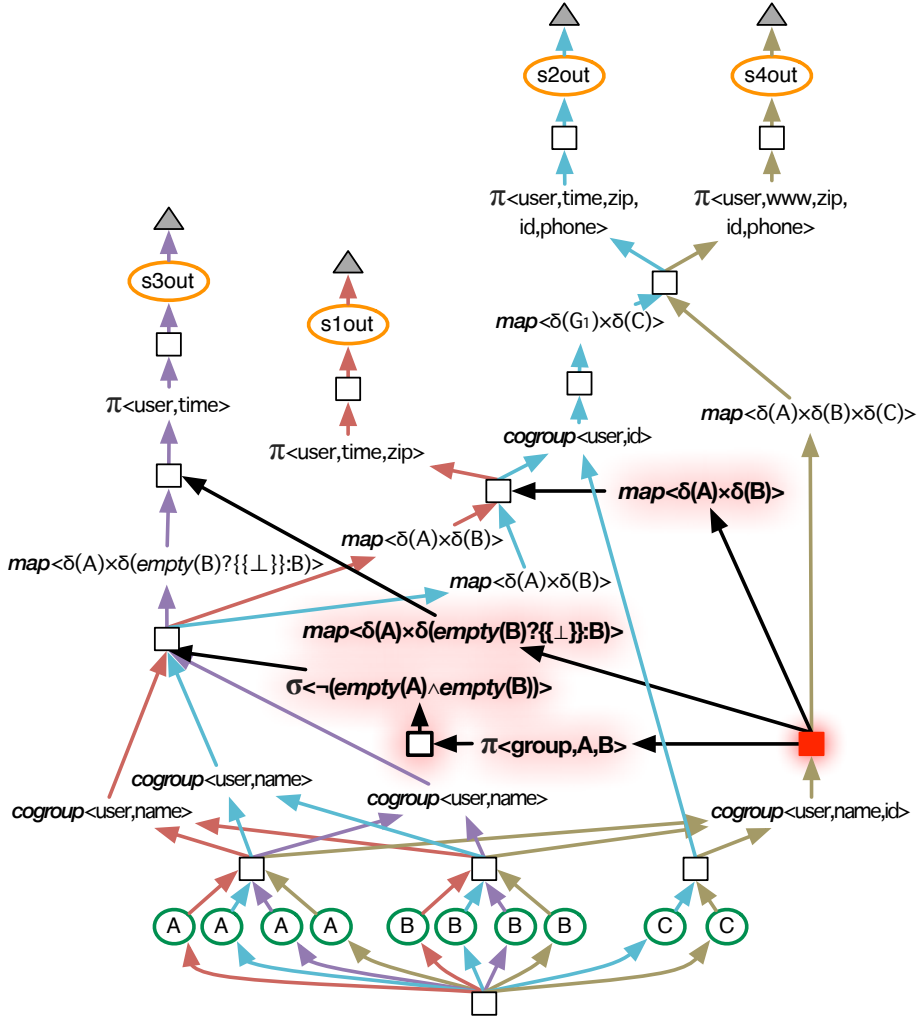 s2out
s4out
π<user,time,zip,
id,phone>
π<user,www,zip,
id,phone>
s3out
s1out
map<δ(G1)×δ(C)>
π<user,time>
map<δ(A)×δ(B)×δ(C)>
cogroup<user,id>
π<user,time,zip>
map<δ(A)×δ(B)>
map<δ(A)×δ(B)>
map<δ(A)×δ(empty(B)?{{⊥}}:B)>
map<δ(A)×δ(B)>
map<δ(A)×δ(empty(B)?{{⊥}}:B)>
σ<¬(empty(A)∧empty(B))>
π<group,A,B>
cogroup<user,name>
cogroup<user,name>
cogroup<user,name>
cogroup<user,name,id>
A
A
A
A
B
B
B
B
C
C